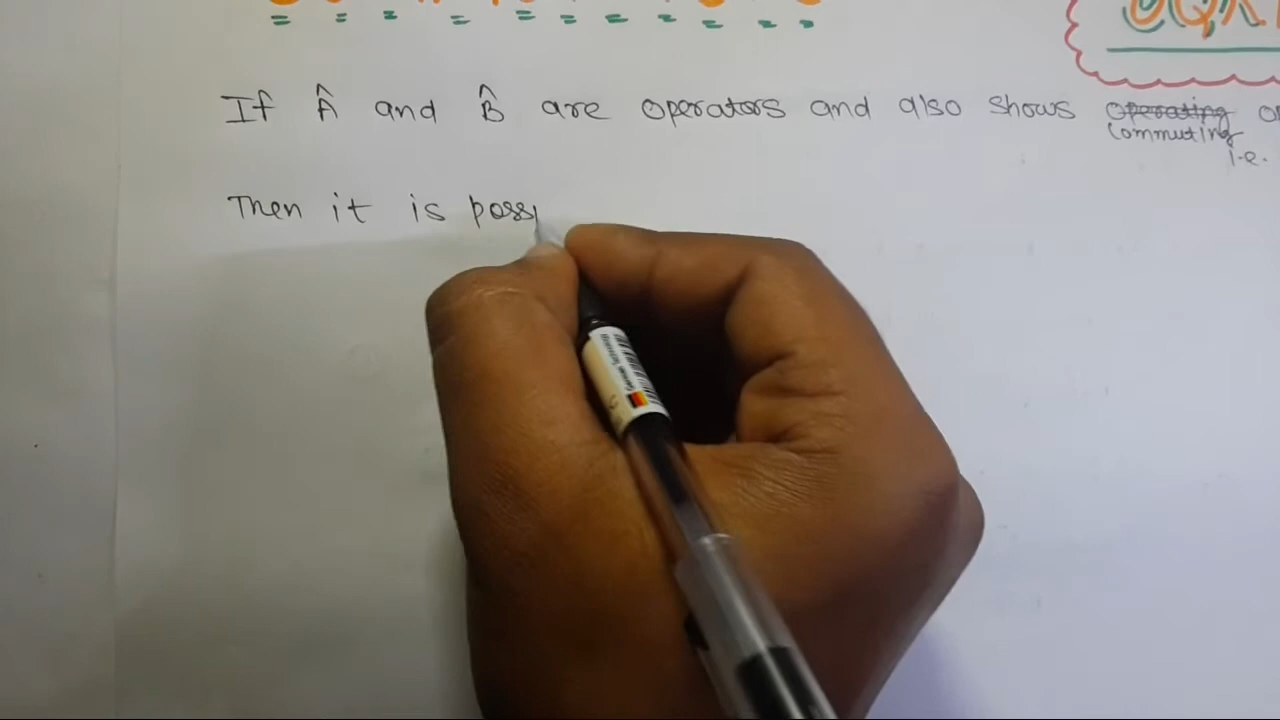 If Â and B̂ are operators and also shows operating
commuting
i.e.
Then it is poss